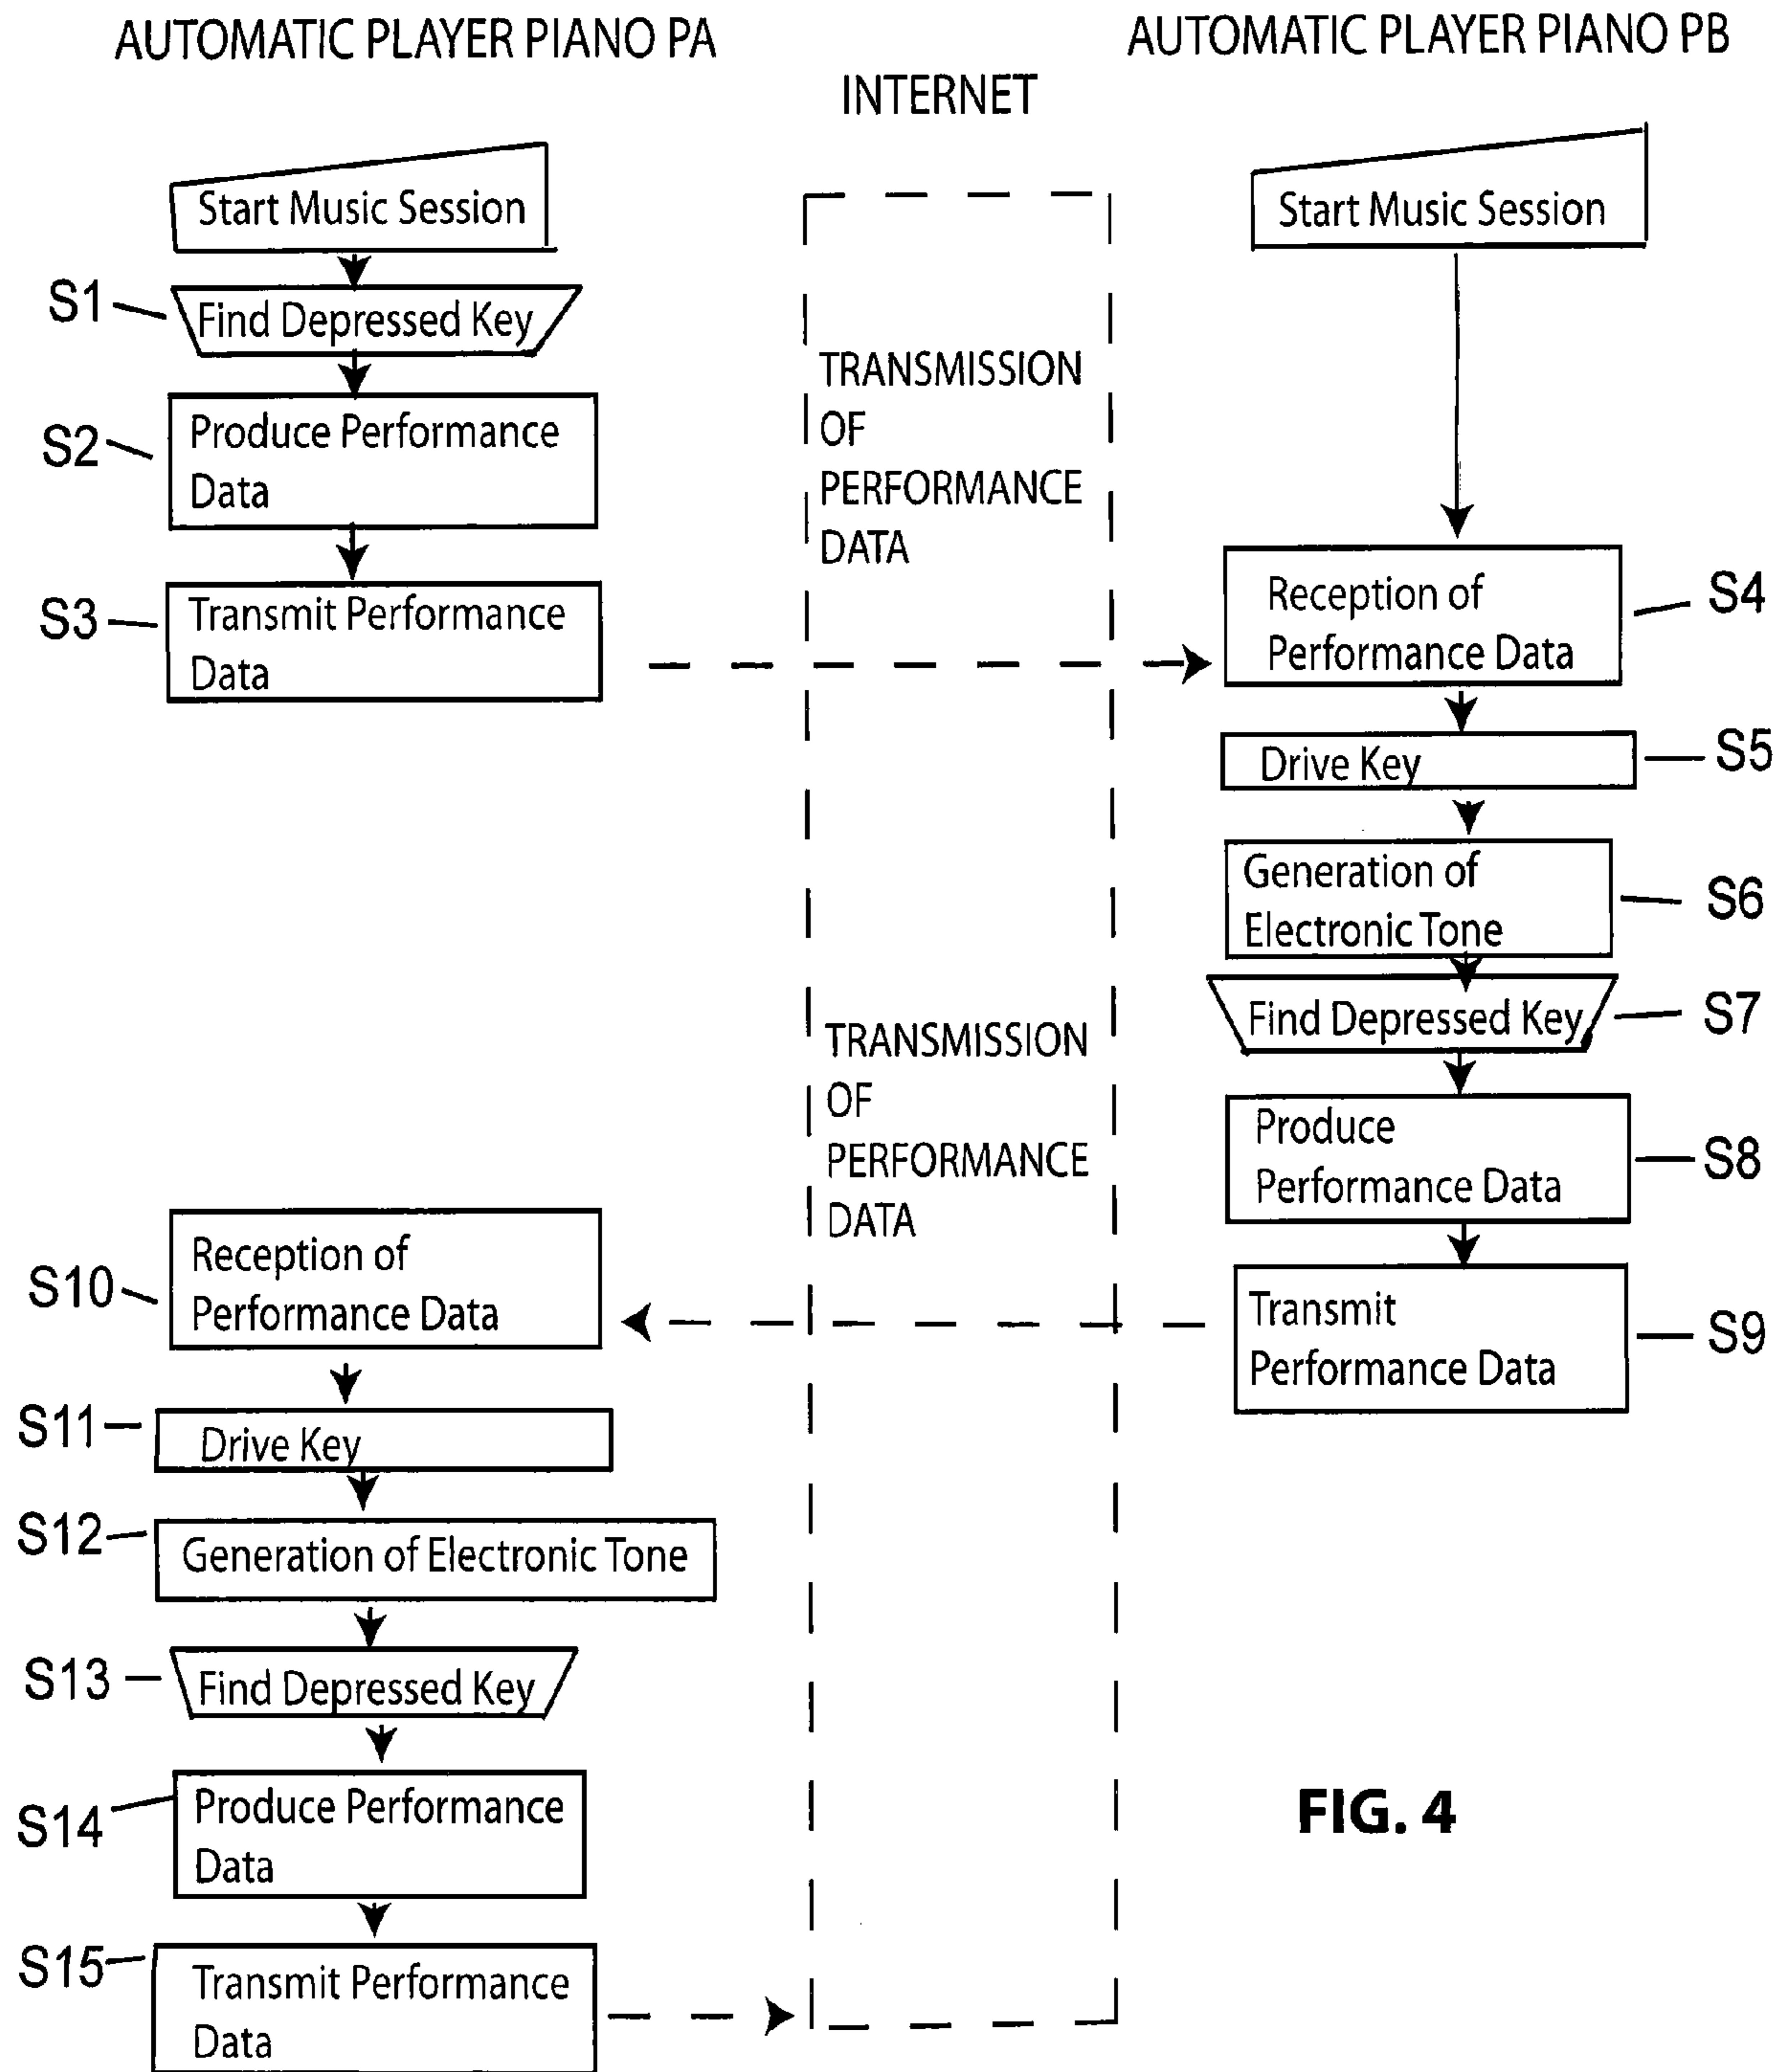 AUTOMATIC PLAYER PIANO PA
AUTOMATIC PLAYER PIANO PB
INTERNET
Start Music Session
Start Music Session
S1
Find Depressed Key
S2
Produce Performance
Data
S3
Transmit Performance
Data
TRANSMISSION
OF
PERFORMANCE
DATA
Reception of
Performance Data
S4
Drive Key
S5
Generation of
Electronic Tone
S6
Find Depressed Key
S7
Produce
Performance Data
S8
Transmit
Performance Data
S9
TRANSMISSION
OF
PERFORMANCE
DATA
S10
Reception of
Performance Data
S11
Drive Key
S12
Generation of Electronic Tone
S13
Find Depressed Key
S14
Produce Performance
Data
S15
Transmit Performance
Data
FIG. 4